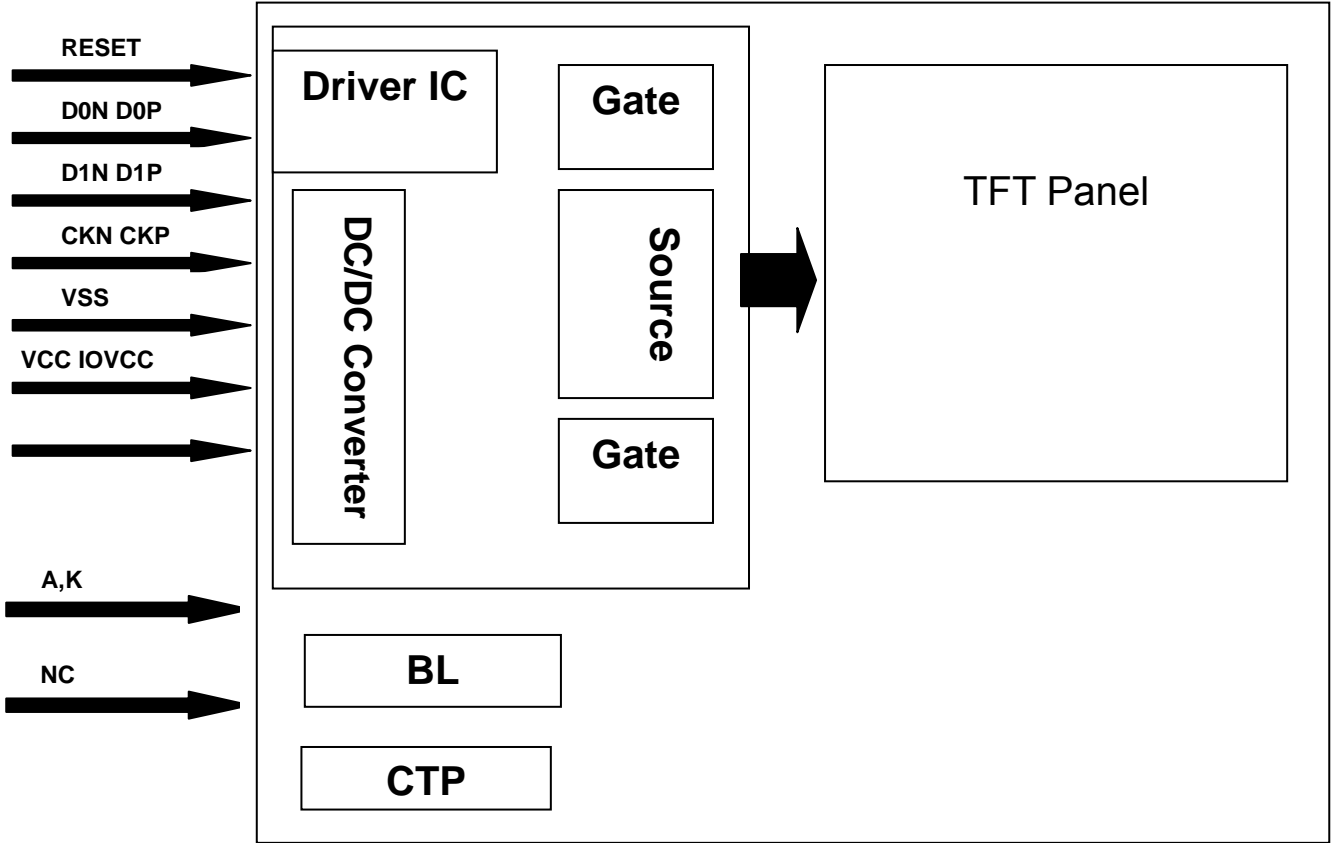 RESET
D0N D0P
D1N D1P
CKN CKP
VSS
VCC IOVCC
A,K
NC
Driver IC
DC/DC Converter
Gate
Source
Gate
TFT Panel
BL
CTP